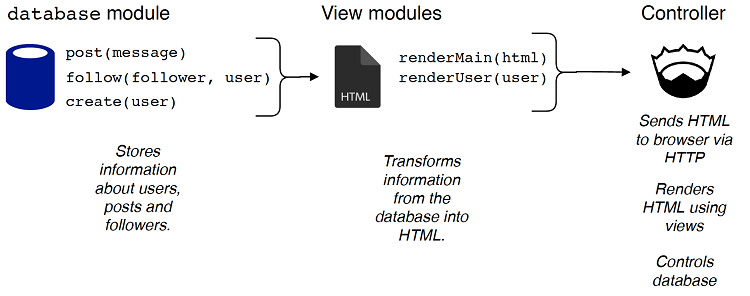 database module
post(message)
follow(follower, user)
create(user)
Stores
information
about users,
posts and
followers.
View modules
HTML
renderMain(html)
renderUser(user)
Transforms
information
from the
database into
HTML.
Controller
Sends HTML
to browser via
HTTP
Renders
HTML using
views
Controls
database